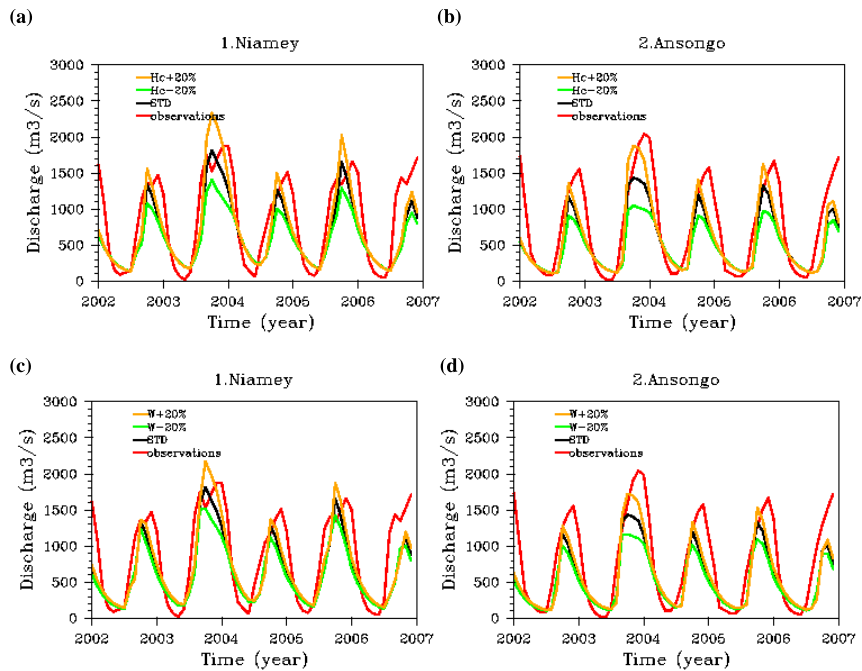 (a)
1.Niamey
3000
2500
2000
1500
1000
500
0
Discharge (m3/s)
Hc+20%
Hc-20%
STD
observations
2002
2003
2004
2005
2006
2007
Time (year)
(b)
2.Ansongo
3000
2500
2000
1500
1000
500
0
Discharge (m3/s)
Hc+20%
Hc-20%
STD
observations
2002
2003
2004
2005
2006
2007
Time (year)
(c)
1.Niamey
3000
2500
2000
1500
1000
500
0
Discharge (m3/s)
W+20%
W-20%
STD
observations
2002
2003
2004
2005
2006
2007
Time (year)
(d)
2.Ansongo
3000
2500
2000
1500
1000
500
0
Discharge (m3/s)
W+20%
W-20%
STD
observations
2002
2003
2004
2005
2006
2007
Time (year)